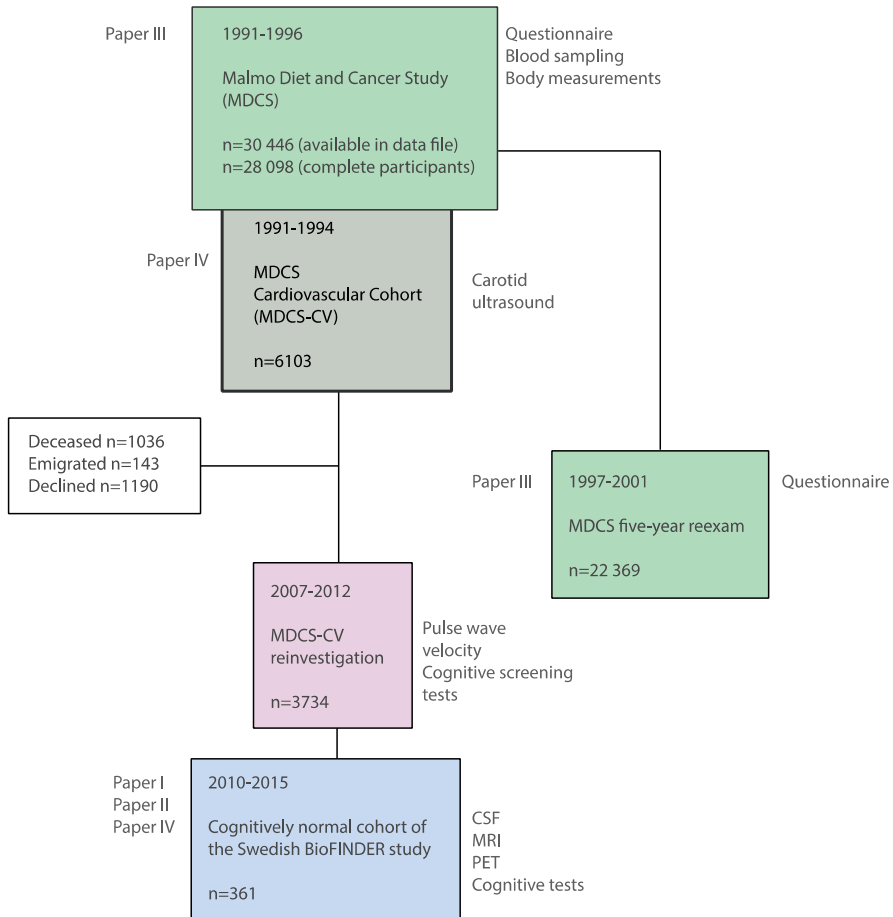 Paper III
1991-1996
Malmo Diet and Cancer Study
(MDCS)
n=30 446 (available in data file)
n=28 098 (complete participants)
Questionnaire
Blood sampling
Body measurements
Paper IV
1991-1994
MDCS
Cardiovascular Cohort
(MDCS-CV)
n=6103
Carotid
ultrasound
Deceased n=1036
Emigrated n=143
Declined n=1190
Paper III
1997-2001
MDCS five-year reexam
n=22 369
Questionnaire
2007-2012
MDCS-CV
reinvestigation
n=3734
Pulse wave
velocity
Cognitive screening
tests
Paper I
Paper II
Paper IV
2010-2015
Cognitively normal cohort of
the Swedish BioFINDER study
n=361
CSF
MRI
PET
Cognitive tests